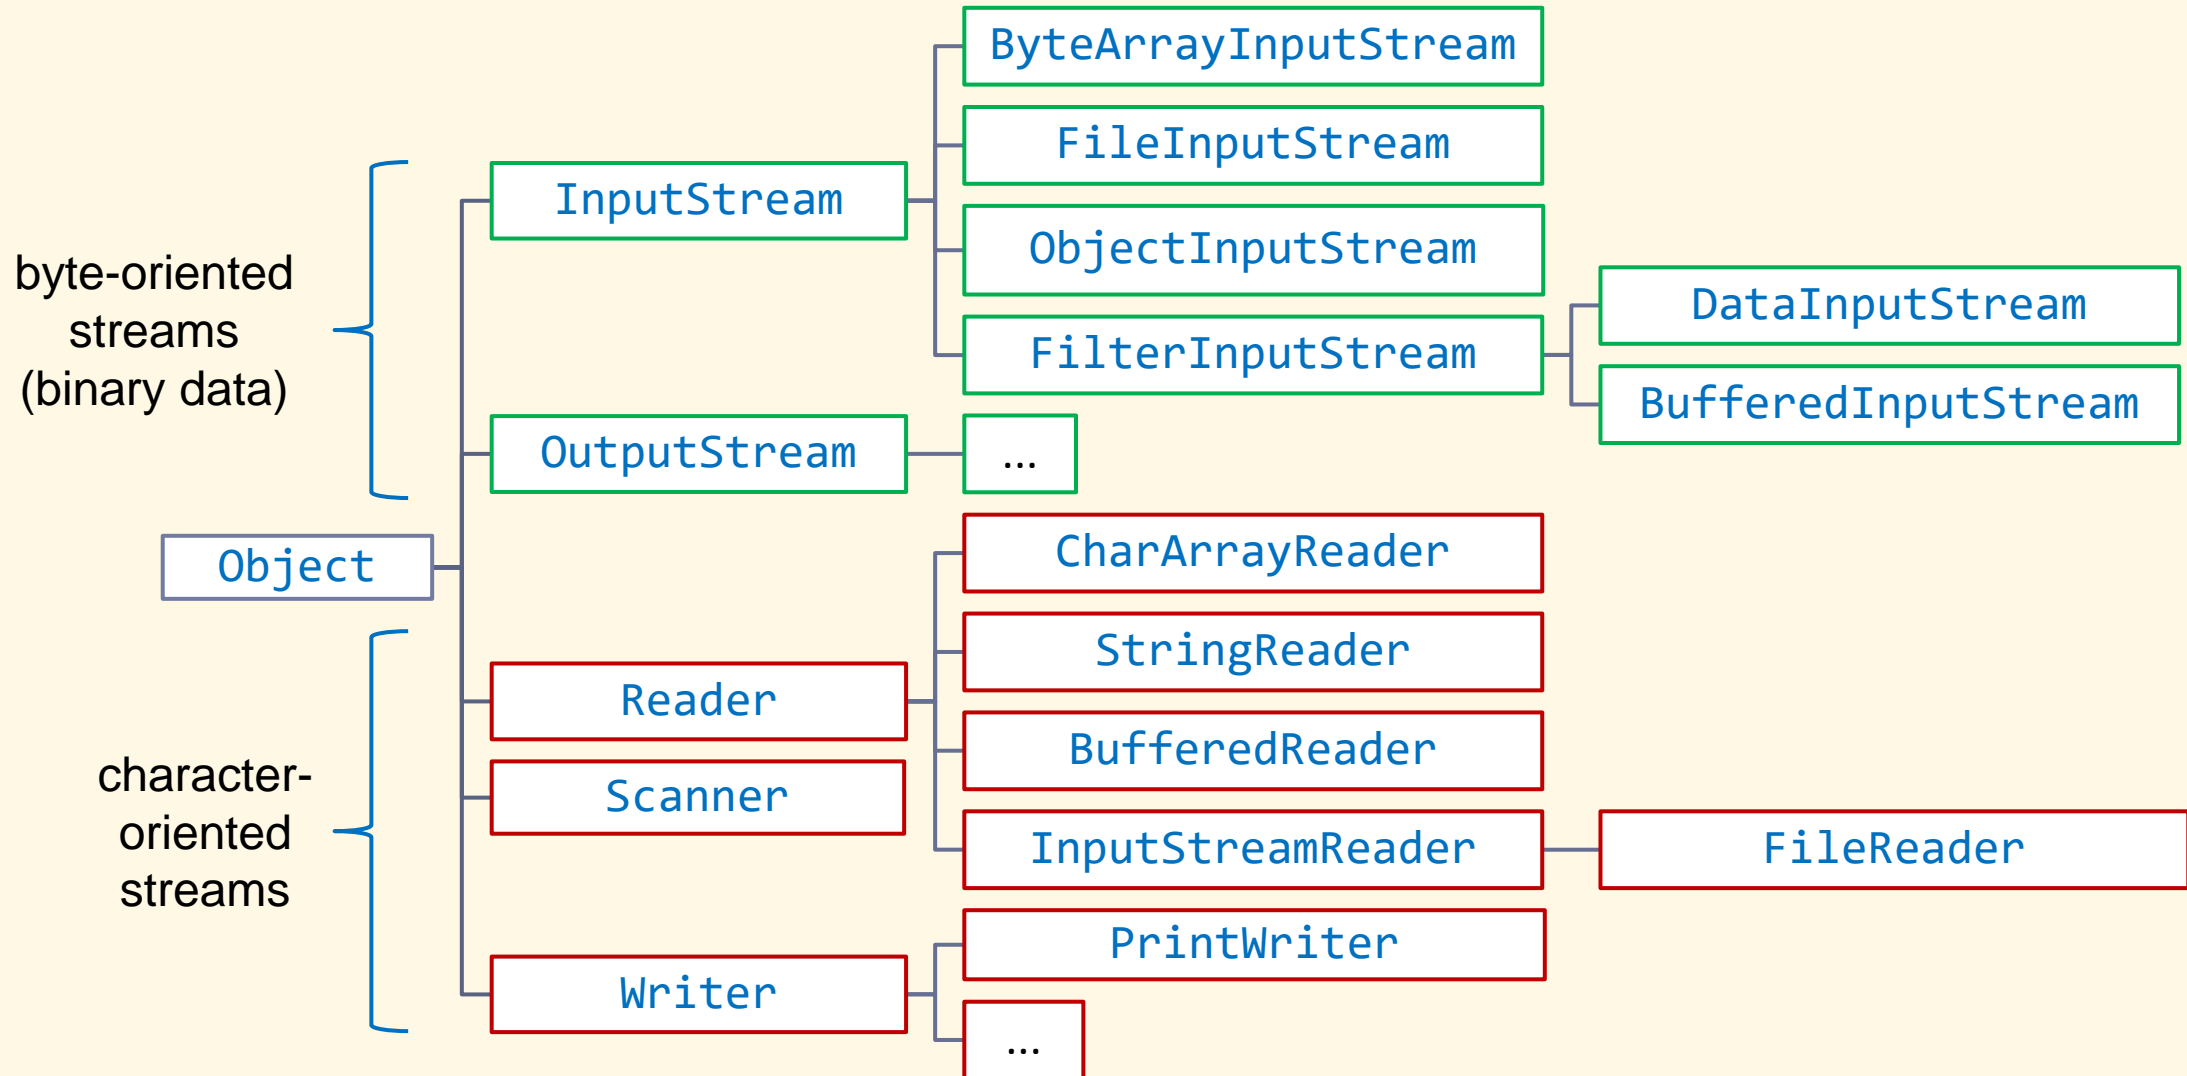 byte-oriented
streams
(binary data)
Object
character-
oriented
streams
InputStream
OutputStream
Reader
Scanner
Writer
ByteArrayInputStream
FileInputStream
ObjectInputStream
FilterInputStream
...
CharArrayReader
StringReader
BufferedReader
InputStreamReader
PrintWriter
...
DataInputStream
BufferedInputStream
FileReader